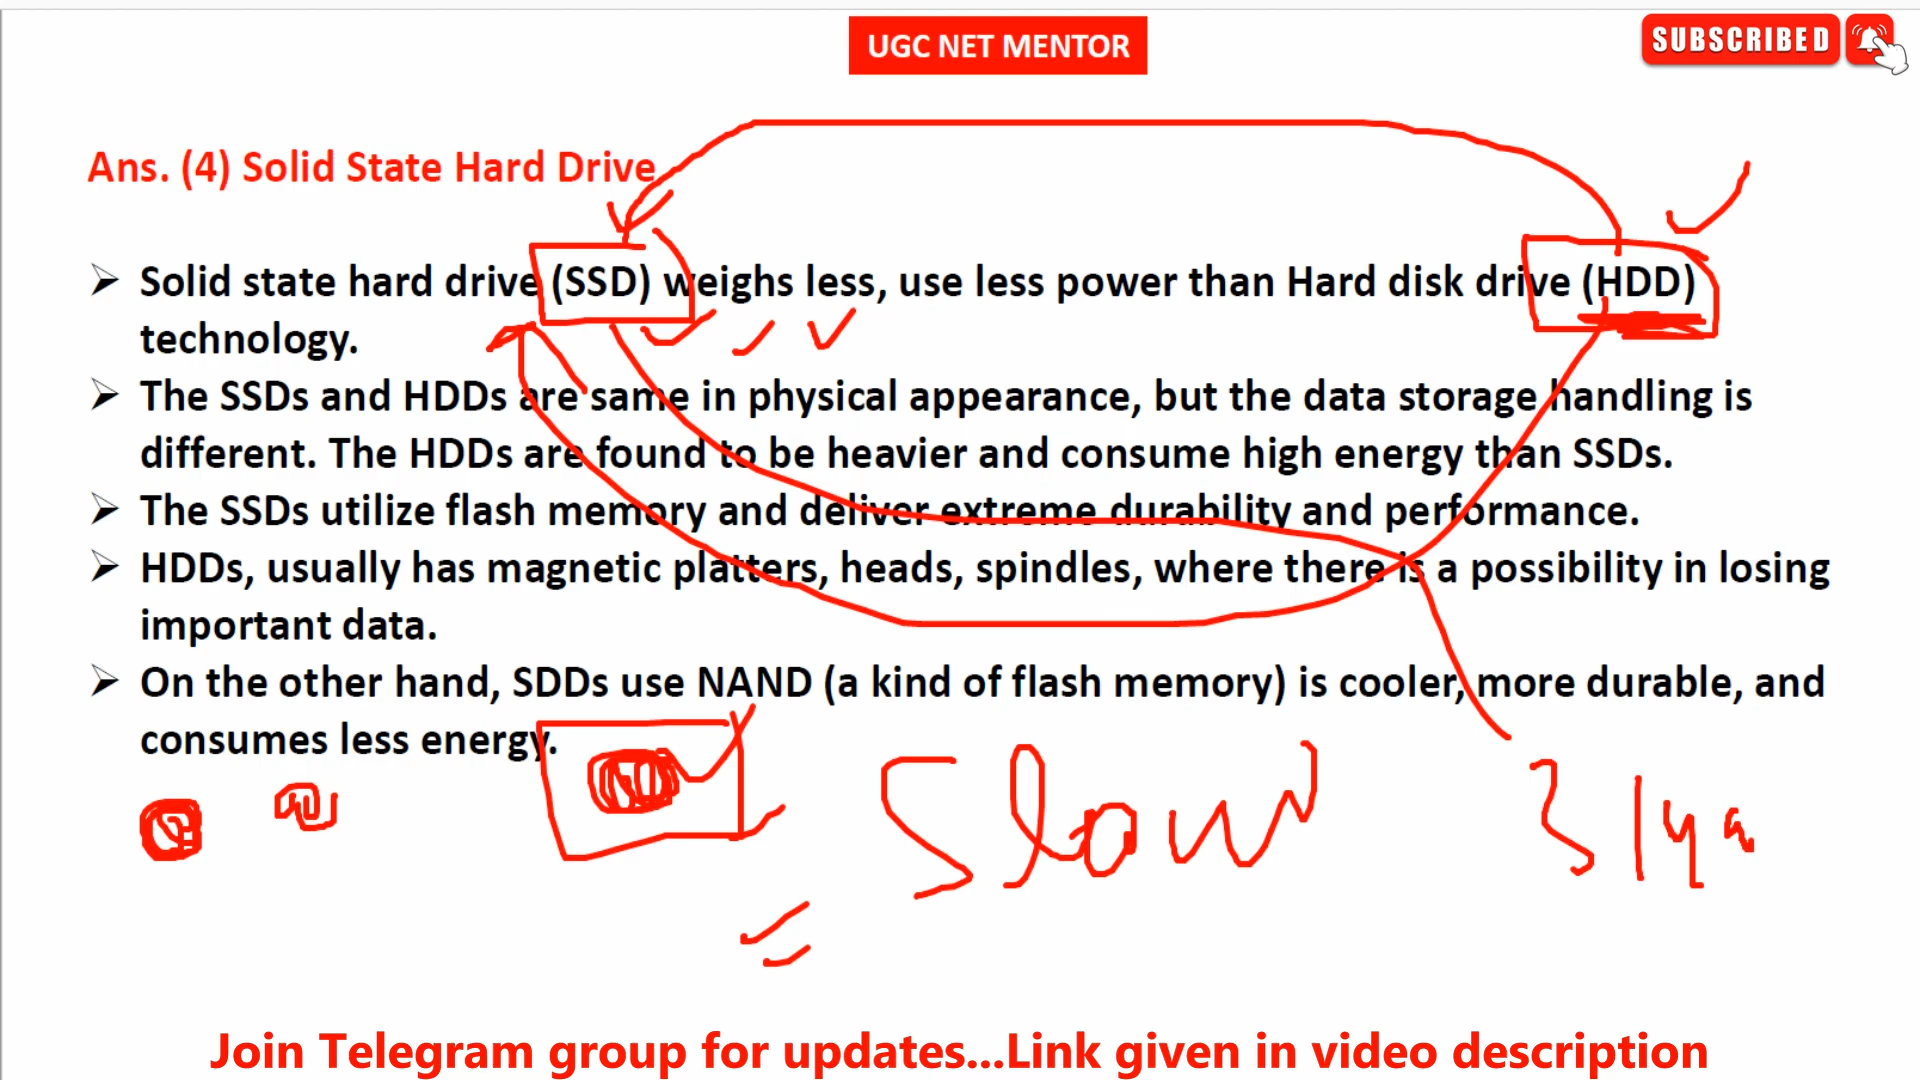 UGC NET MENTOR
SUBSCRIBED
Ans. (4) Solid State Hard Drive
➢ Solid state hard drive (SSD) weighs less, use less power than Hard disk drive (HDD)
technology.
➢ The SSDs and HDDs are same in physical appearance, but the data storage handling is
different. The HDDs are found to be heavier and consume high energy than SSDs.
➢ The SSDs utilize flash memory and deliver extreme durability and performance.
➢ HDDs, usually has magnetic platters, heads, spindles, where there is a possibility in losing
important data.
➢ On the other hand, SDDs use NAND (a kind of flash memory) is cooler, more durable, and
consumes less energy.
Slow
Join Telegram group for updates...Link given in video description